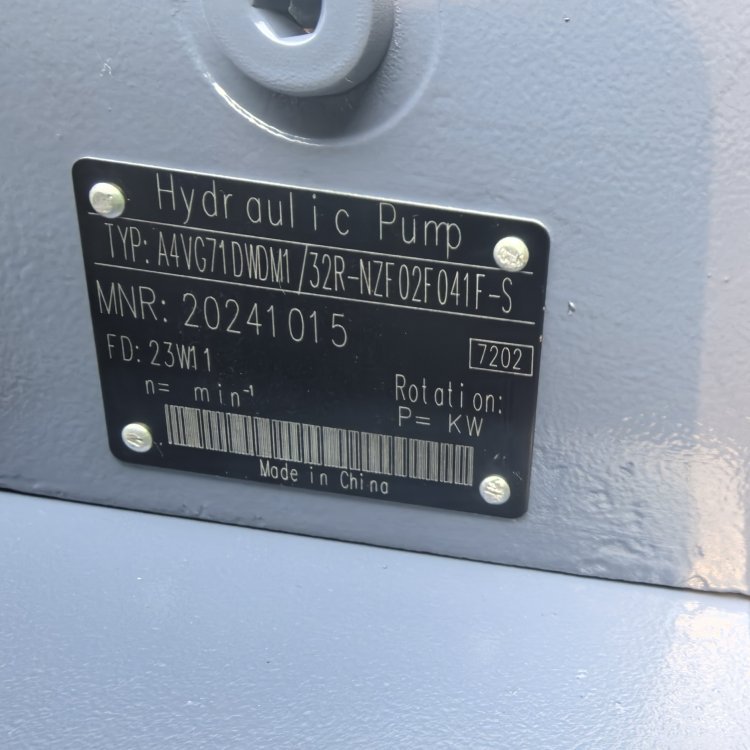 Hydraulic Pump
TYP: A4VG71DWDM1/32R-NZF02F041F-S
MNR: 20241015
FD: 23W11
7202
n= min⁻¹
Rotation:
P= KW
Made in China